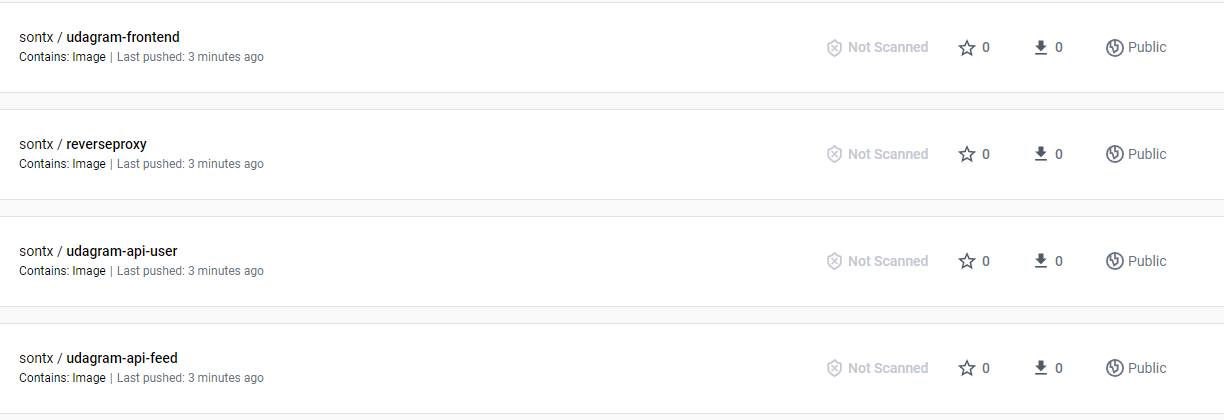 sontx / udagram-frontend
Contains: Image | Last pushed: 3 minutes ago
Not Scanned 0 0 Public
sontx / reverseproxy
Contains: Image | Last pushed: 3 minutes ago
Not Scanned 0 0 Public
sontx / udagram-api-user
Contains: Image | Last pushed: 3 minutes ago
Not Scanned 0 0 Public
sontx / udagram-api-feed
Contains: Image | Last pushed: 3 minutes ago
Not Scanned 0 0 Public